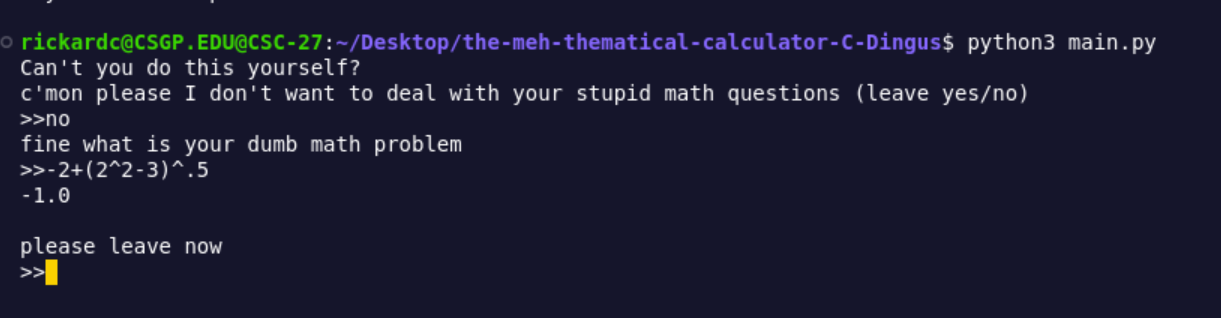 rickardc@CSGP.EDU@CSC-27:~/Desktop/the-meh-thematical-calculator-C-Dingus$ python3 main.py
Can't you do this yourself?
c'mon please I don't want to deal with your stupid math questions (leave yes/no)
>>no
fine what is your dumb math problem
>>-2+(2^2-3)^.5
-1.0
please leave now
>>